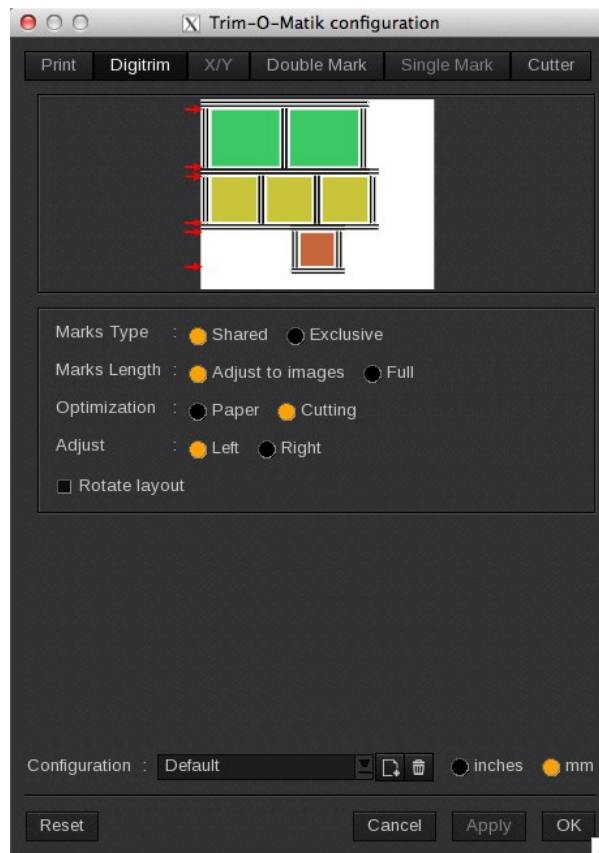 Trim-O-Matik configuration
Print Digitrim X/Y Double Mark Single Mark Cutter
Marks Type : Shared Exclusive
Marks Length : Adjust to images Full
Optimization : Paper Cutting
Adjust : Left Right
Rotate layout
Configuration : Default inches mm
Reset Cancel Apply OK